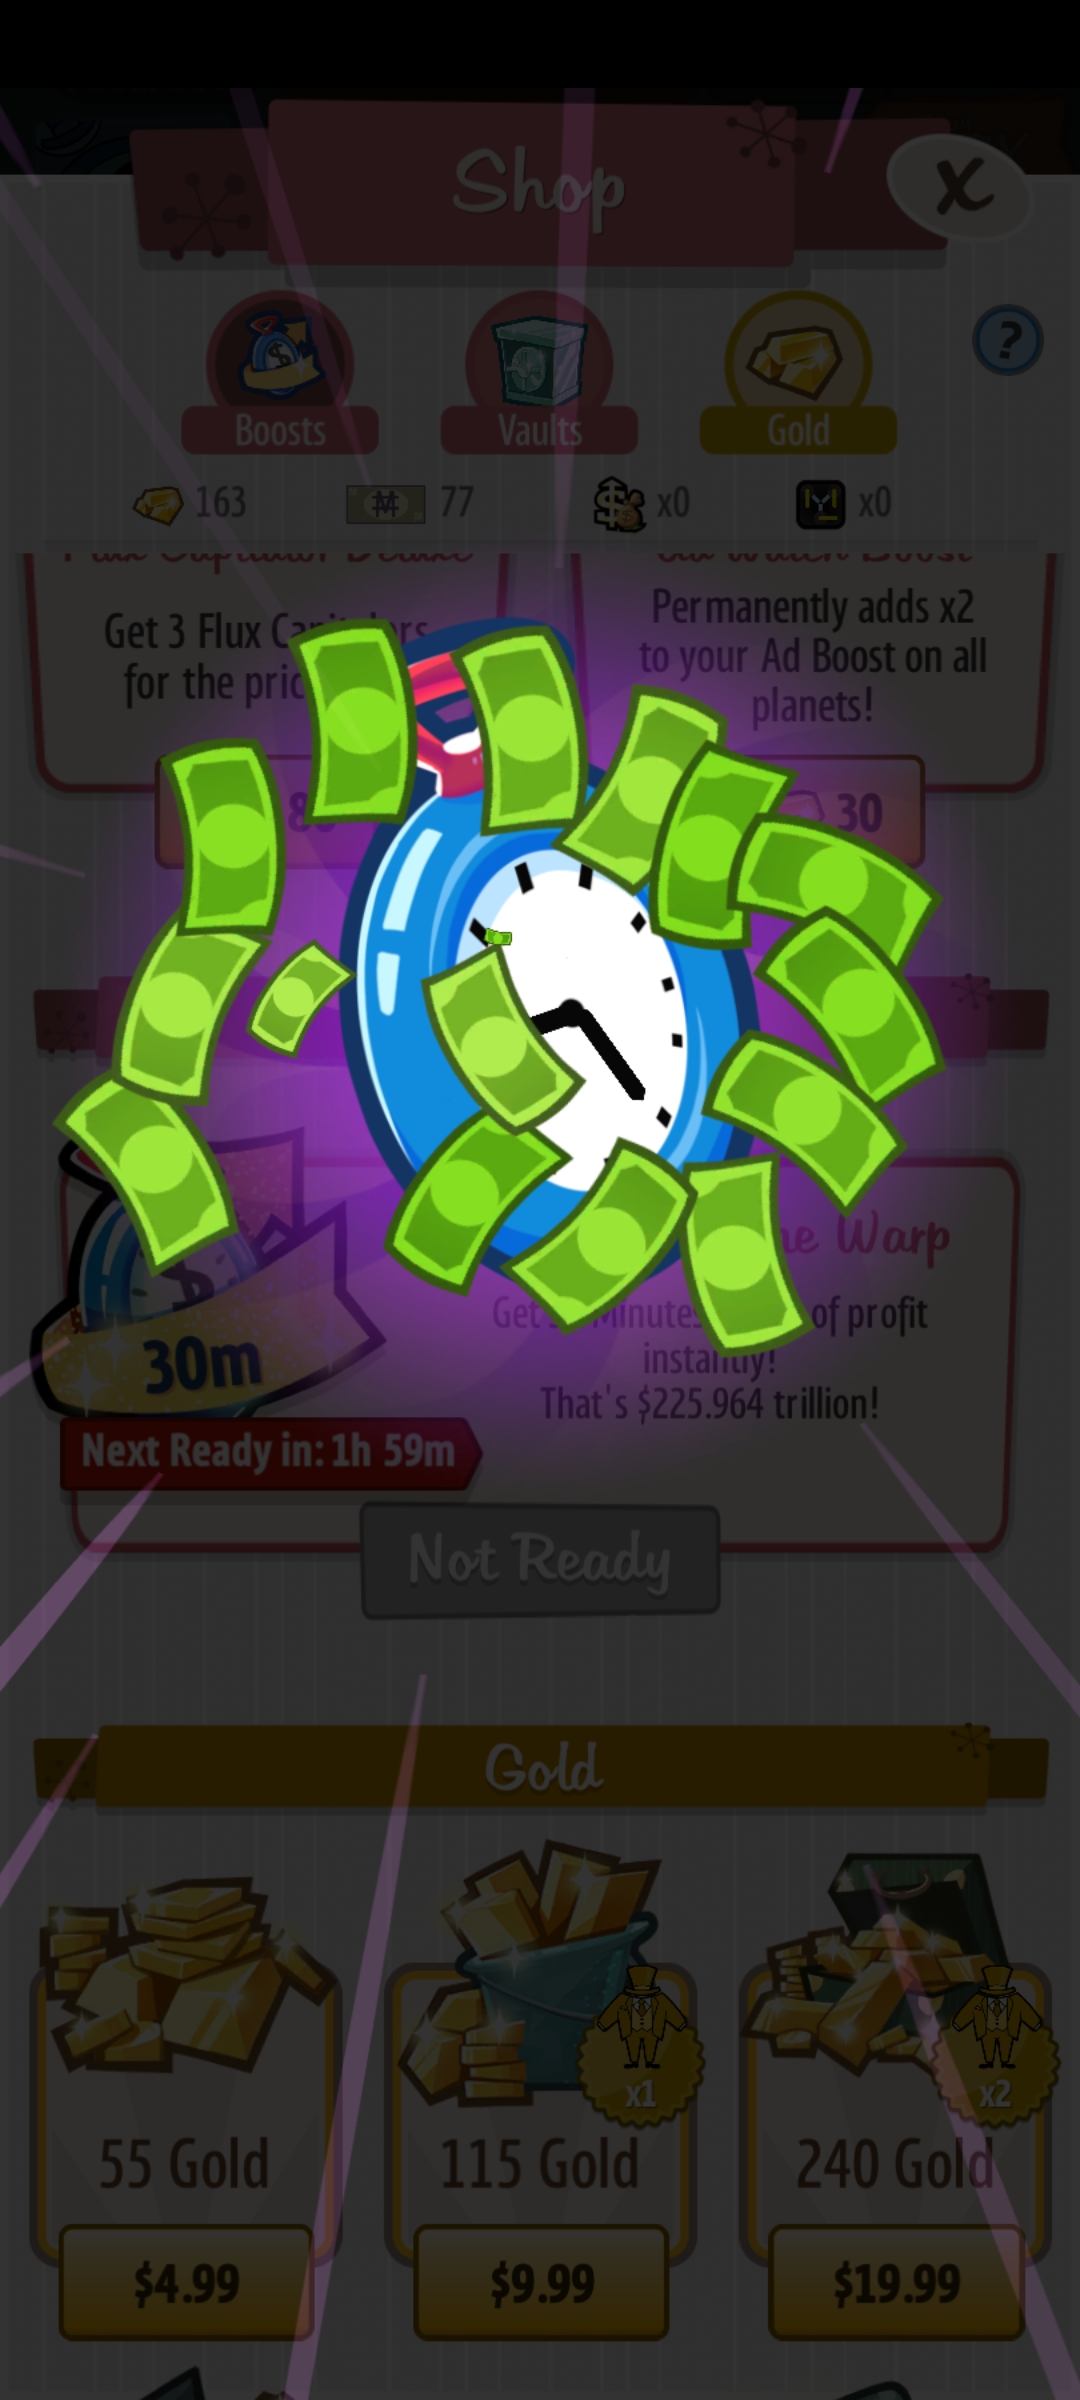 Shop
X
?
Boosts
Vaults
Gold
163
77
x0
x0
Get 3 Flux
for the
Permanently adds x2
to your Ad Boost on all
planets!
30
Warp
30m
Get of profit
instantly!
That's $225.964 trillion!
Next Ready in: 1h 59m
Not Ready
Gold
x1
x2
55 Gold
115 Gold
240 Gold
$4.99
$9.99
$19.99